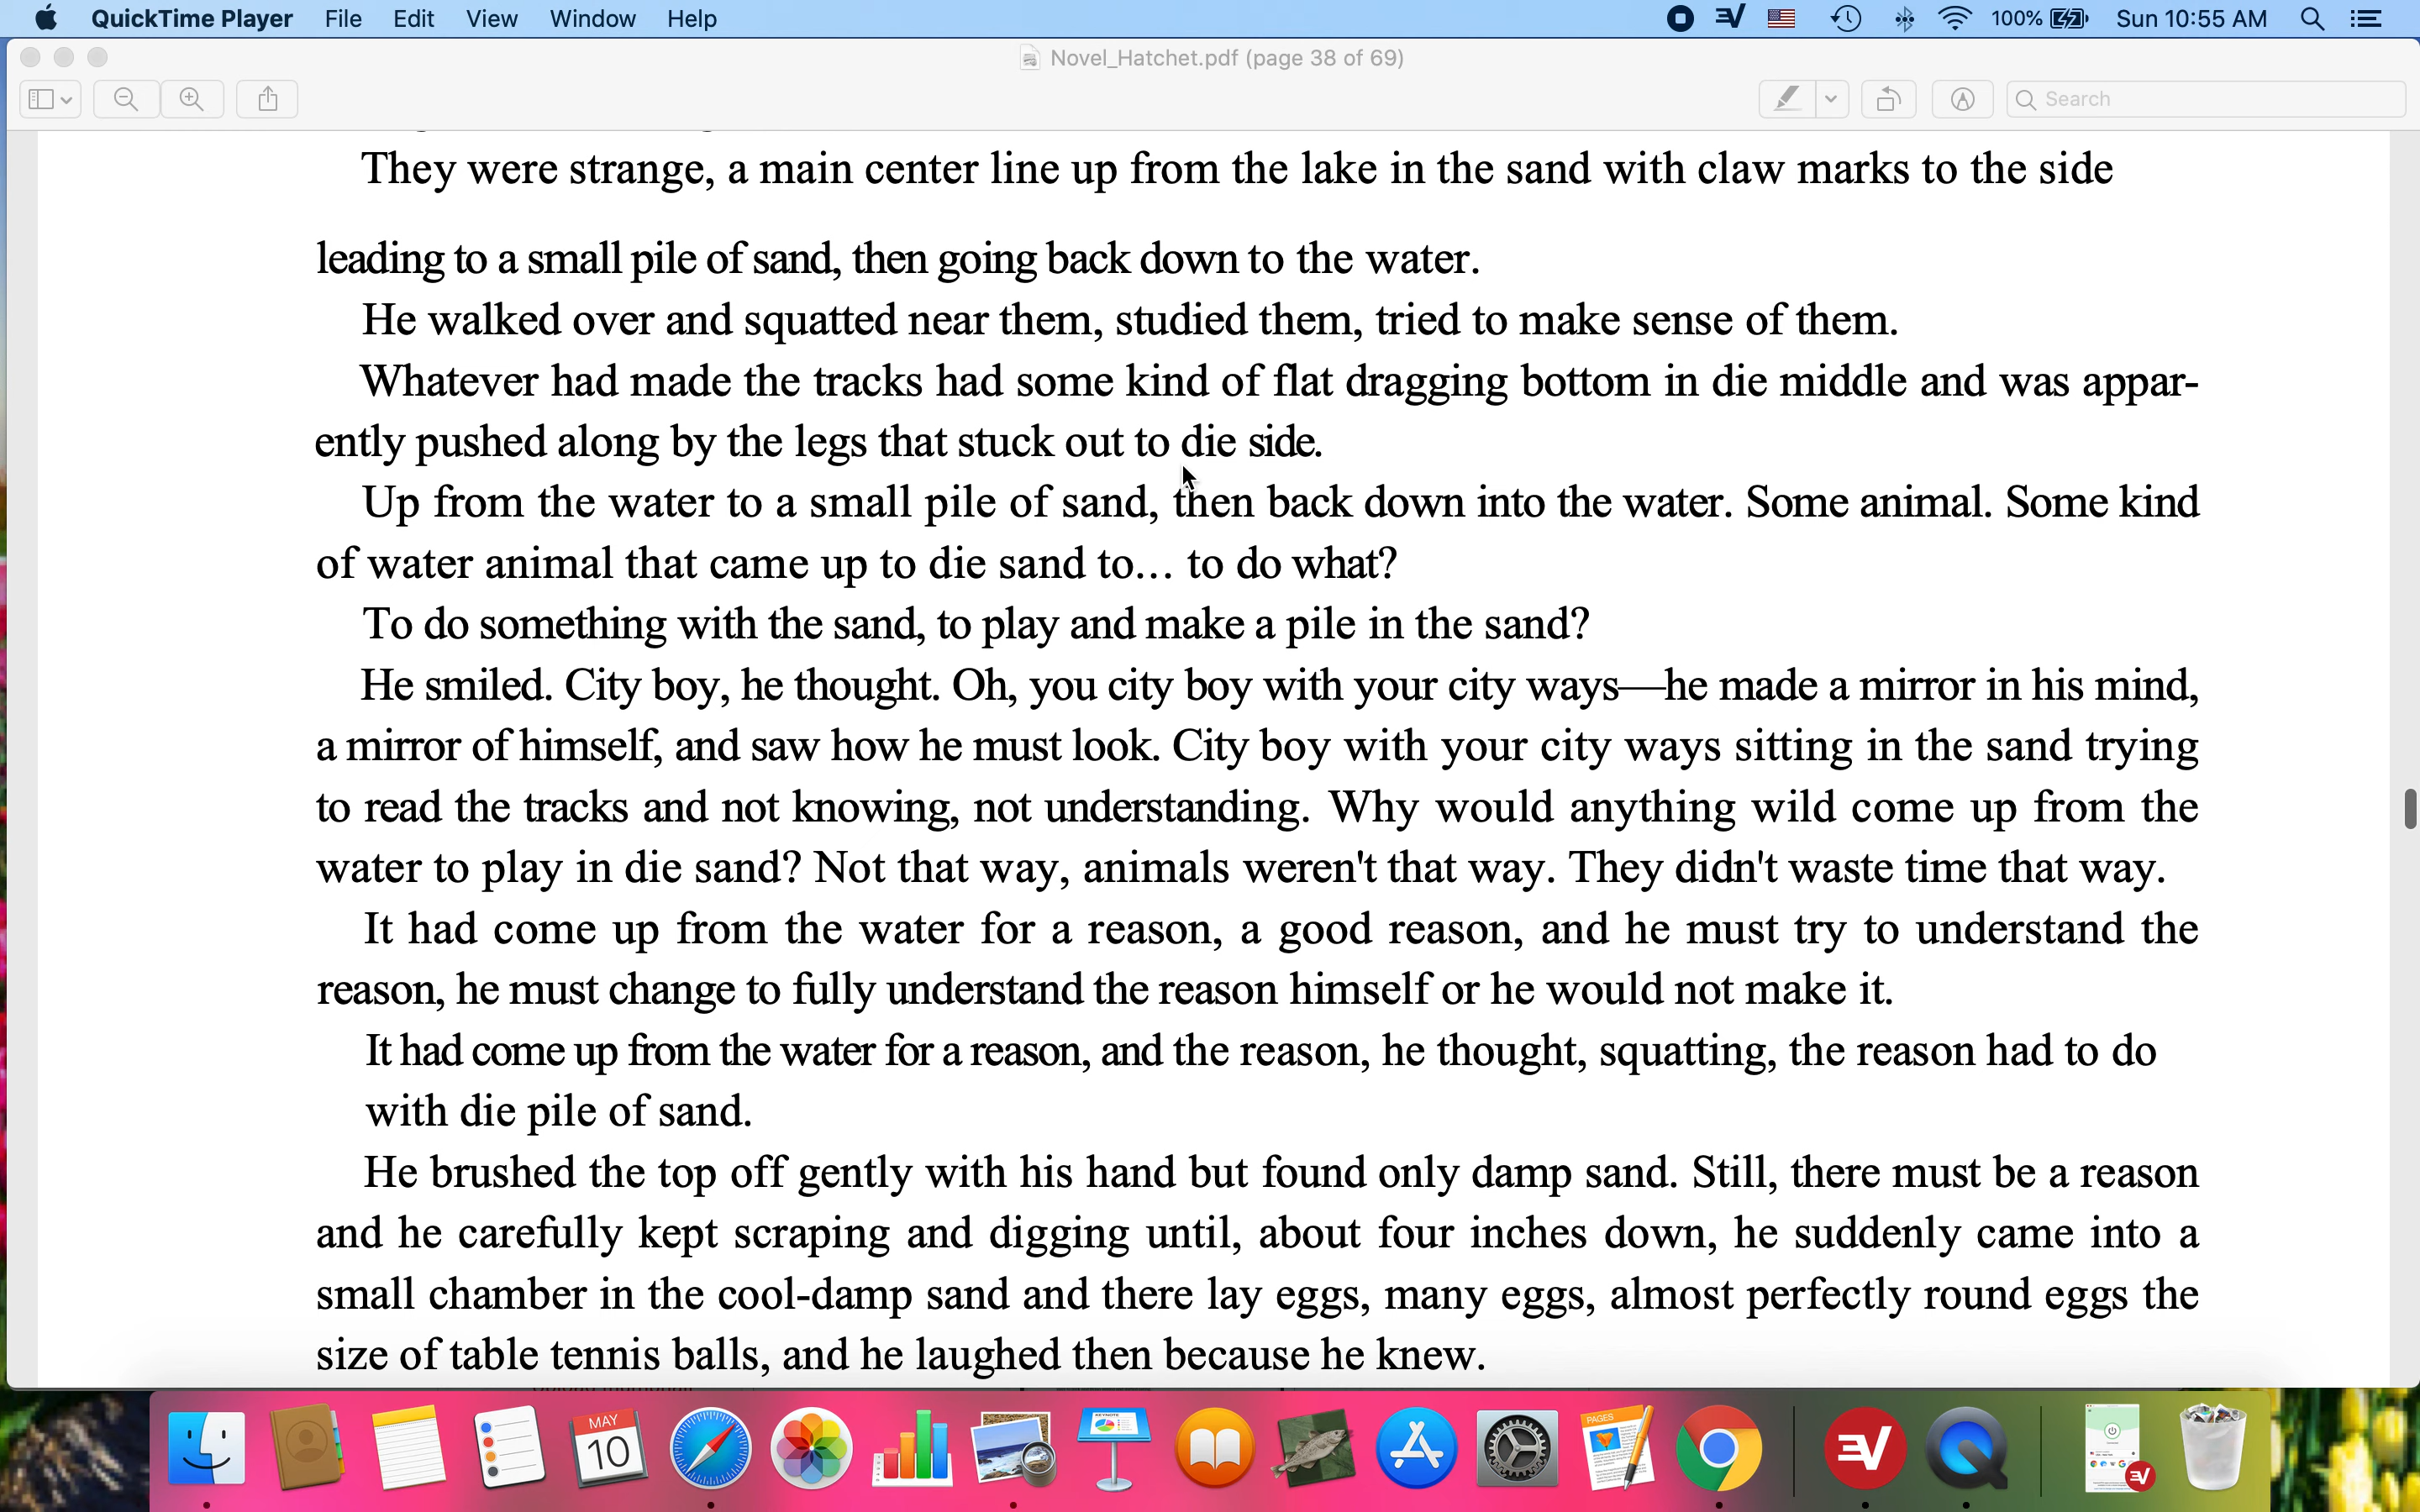 QuickTime Player File Edit View Window Help 100% Sun 10:55 AM
Novel_Hatchet.pdf (page 38 of 69)
Search
They were strange, a main center line up from the lake in the sand with claw marks to the side
leading to a small pile of sand, then going back down to the water.
He walked over and squatted near them, studied them, tried to make sense of them.
Whatever had made the tracks had some kind of flat dragging bottom in die middle and was appar-
ently pushed along by the legs that stuck out to die side.
Up from the water to a small pile of sand, then back down into the water. Some animal. Some kind
of water animal that came up to die sand to... to do what?
To do something with the sand, to play and make a pile in the sand?
He smiled. City boy, he thought. Oh, you city boy with your city ways—he made a mirror in his mind,
a mirror of himself, and saw how he must look. City boy with your city ways sitting in the sand trying
to read the tracks and not knowing, not understanding. Why would anything wild come up from the
water to play in die sand? Not that way, animals weren't that way. They didn't waste time that way.
It had come up from the water for a reason, a good reason, and he must try to understand the
reason, he must change to fully understand the reason himself or he would not make it.
It had come up from the water for a reason, and the reason, he thought, squatting, the reason had to do
with die pile of sand.
He brushed the top off gently with his hand but found only damp sand. Still, there must be a reason
and he carefully kept scraping and digging until, about four inches down, he suddenly came into a
small chamber in the cool-damp sand and there lay eggs, many eggs, almost perfectly round eggs the
size of table tennis balls, and he laughed then because he knew.
MAY
10
KEYNOTE
PAGES